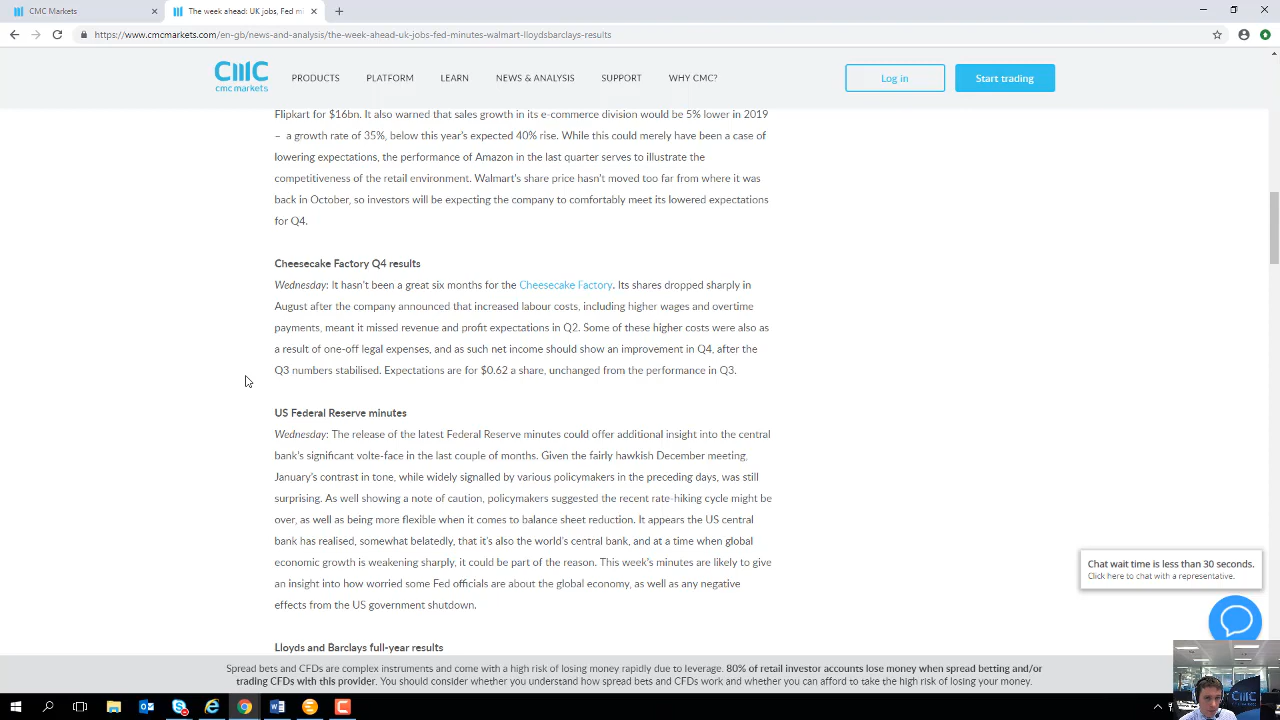 CMC Markets
The week ahead: UK jobs, Fed mi
https://www.cmcmarkets.com/en-gb/news-and-analysis/the-week-ahead-uk-jobs-fed-minutes-walmart-lloydsbarclays-results
cmc markets
PRODUCTS PLATFORM LEARN NEWS & ANALYSIS SUPPORT WHY CMC? Log in Start trading
Flipkart for $16bn. It also warned that sales growth in its e-commerce division would be 5% lower in 2019
– a growth rate of 35%, below this year's expected 40% rise. While this could merely have been a case of
lowering expectations, the performance of Amazon in the last quarter serves to illustrate the
competitiveness of the retail environment. Walmart's share price hasn't moved too far from where it was
back in October, so investors will be expecting the company to comfortably meet its lowered expectations
for Q4.
Cheesecake Factory Q4 results
Wednesday: It hasn't been a great six months for the Cheesecake Factory. Its shares dropped sharply in
August after the company announced that increased labour costs, including higher wages and overtime
payments, meant it missed revenue and profit expectations in Q2. Some of these higher costs were also as
a result of one-off legal expenses, and as such net income should show an improvement in Q4, after the
Q3 numbers stabilised. Expectations are for $0.62 a share, unchanged from the performance in Q3.
US Federal Reserve minutes
Wednesday: The release of the latest Federal Reserve minutes could offer additional insight into the central
bank's significant volte-face in the last couple of months. Given the fairly hawkish December meeting,
January's contrast in tone, while widely signalled by various policymakers in the preceding days, was still
surprising. As well showing a note of caution, policymakers suggested the recent rate-hiking cycle might be
over, as well as being more flexible when it comes to balance sheet reduction. It appears the US central
bank has realised, somewhat belatedly, that it's also the world's central bank, and at a time when global
economic growth is weakening sharply, it could be part of the reason. This week's minutes are likely to give
an insight into how worried some Fed officials are about the global economy, as well as any negative
effects from the US government shutdown.
Lloyds and Barclays full-year results
Chat wait time is less than 30 seconds.
Click here to chat with a representative.
Spread bets and CFDs are complex instruments and come with a high risk of losing money rapidly due to leverage. 80% of retail investor accounts lose money when spread betting and/or
trading CFDs with this provider. You should consider whether you understand how spread bets and CFDs work and whether you can afford to take the high risk of losing your money.